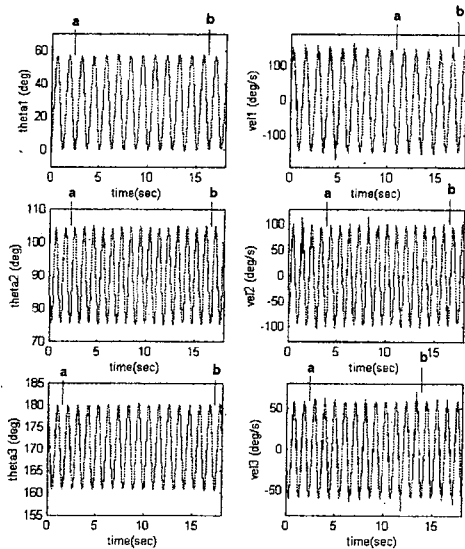 a b
60
40
20
0
theta1 (deg)
0 5 10 15
time(sec)
a b
100
0
-100
vel1 (deg/s)
0 5 10 15
time(sec)
a b
110
100
90
80
70
theta2 (deg)
0 5 10 15
time(sec)
a b
100
50
0
-50
-100
vel2 (deg/s)
0 5 10 15
time(sec)
a b
185
180
175
170
165
160
155
theta3 (deg)
0 5 10 15
time(sec)
a b
50
0
-50
vel3 (deg/s)
0 5 10 15
time(sec)